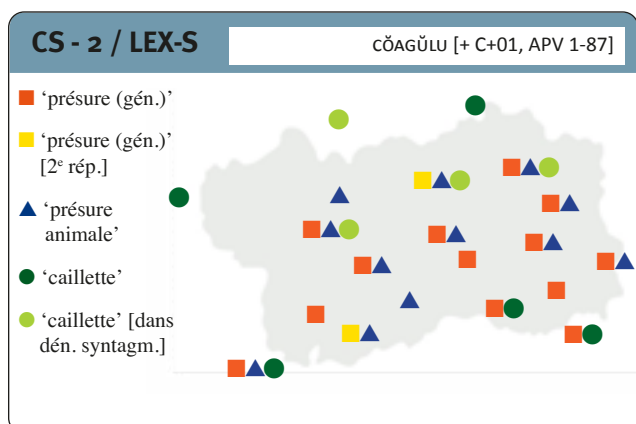 CS - 2 / LEX-S
CŎAGŬLU [+ C+01, APV 1-87]
‘présure (gén.)’
‘présure (gén.)’
[2e rép.]
‘présure
animale’
‘caillette’
‘caillette’ [dans
dén. syntagm.]